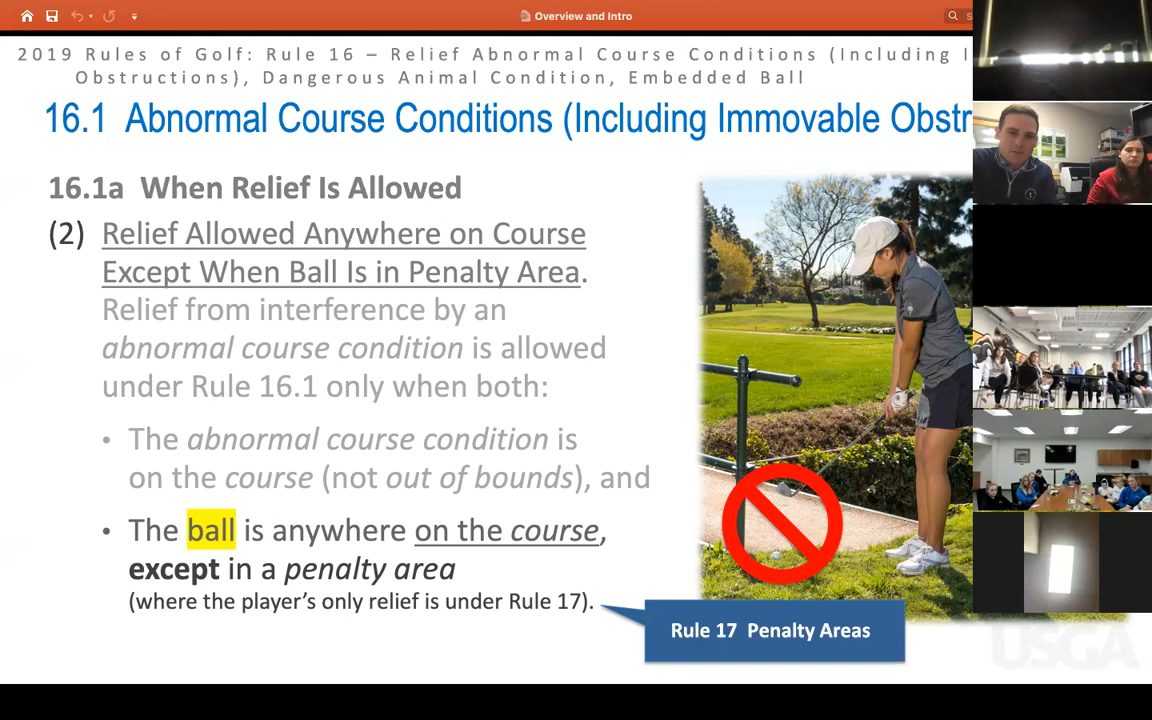 Overview and Intro
2019 Rules of Golf: Rule 16 – Relief Abnormal Course Conditions (Including I
Obstructions), Dangerous Animal Condition, Embedded Ball
16.1 Abnormal Course Conditions (Including Immovable Obstr
16.1a When Relief Is Allowed
(2) Relief Allowed Anywhere on Course
Except When Ball Is in Penalty Area.
Relief from interference by an
abnormal course condition is allowed
under Rule 16.1 only when both:
• The abnormal course condition is
on the course (not out of bounds), and
• The ball is anywhere on the course,
except in a penalty area
(where the player's only relief is under Rule 17).
Rule 17 Penalty Areas
USGA